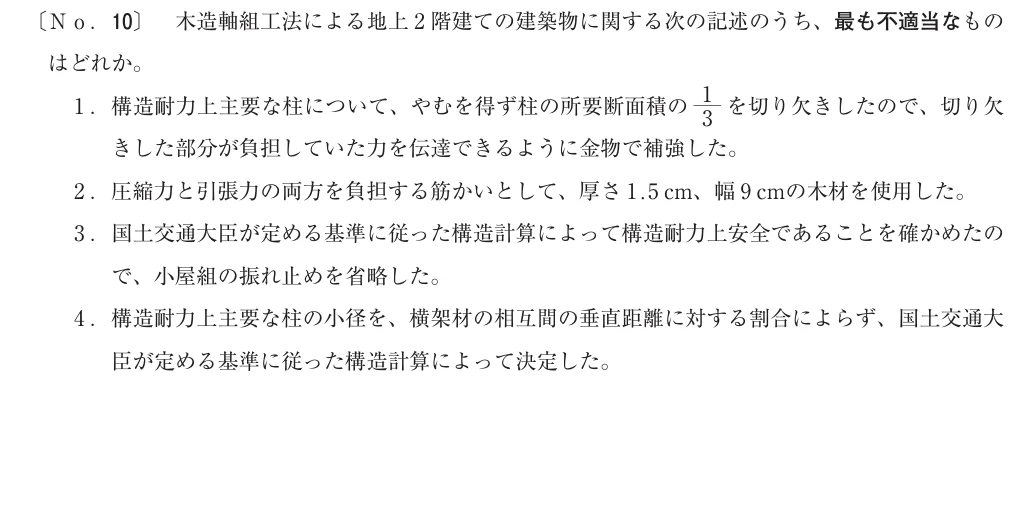 〔Ｎｏ．10〕　木造軸組工法による地上２階建ての建築物に関する次の記述のうち、最も不適当なもの
はどれか。
１．構造耐力上主要な柱について、やむを得ず柱の所要断面積の 1/3 を切り欠きしたので、切り欠
きした部分が負担していた力を伝達できるように金物で補強した。
２．圧縮力と引張力の両方を負担する筋かいとして、厚さ 1.5 cm、幅 9 cmの木材を使用した。
３．国土交通大臣が定める基準に従った構造計算によって構造耐力上安全であることを確かめたの
で、小屋組の振れ止めを省略した。
４．構造耐力上主要な柱の小径を、横架材の相互間の垂直距離に対する割合によらず、国土交通大
臣が定める基準に従った構造計算によって決定した。